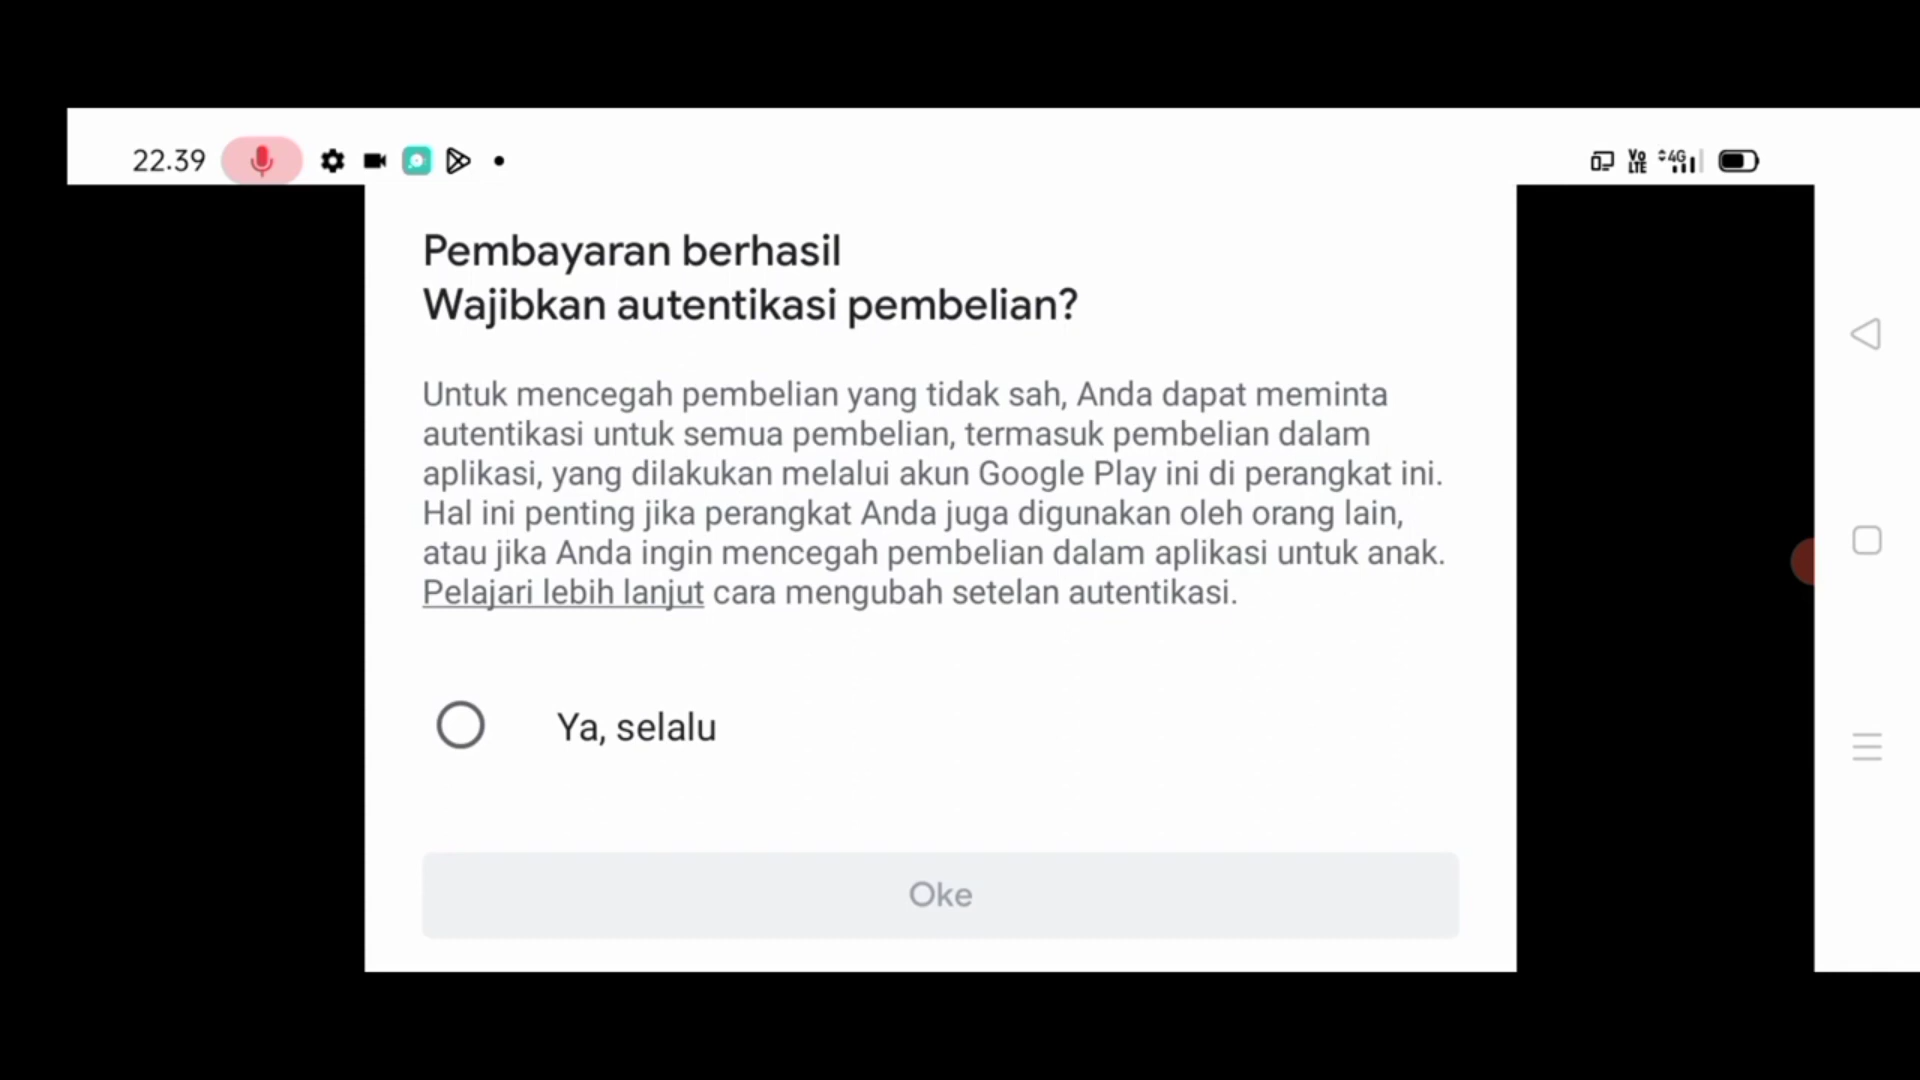 22.39
Vo LTE 4G
Pembayaran berhasil
Wajibkan autentikasi pembelian?
Untuk mencegah pembelian yang tidak sah, Anda dapat meminta
autentikasi untuk semua pembelian, termasuk pembelian dalam
aplikasi, yang dilakukan melalui akun Google Play ini di perangkat ini.
Hal ini penting jika perangkat Anda juga digunakan oleh orang lain,
atau jika Anda ingin mencegah pembelian dalam aplikasi untuk anak.
Pelajari lebih lanjut cara mengubah setelan autentikasi.
Ya, selalu
Oke